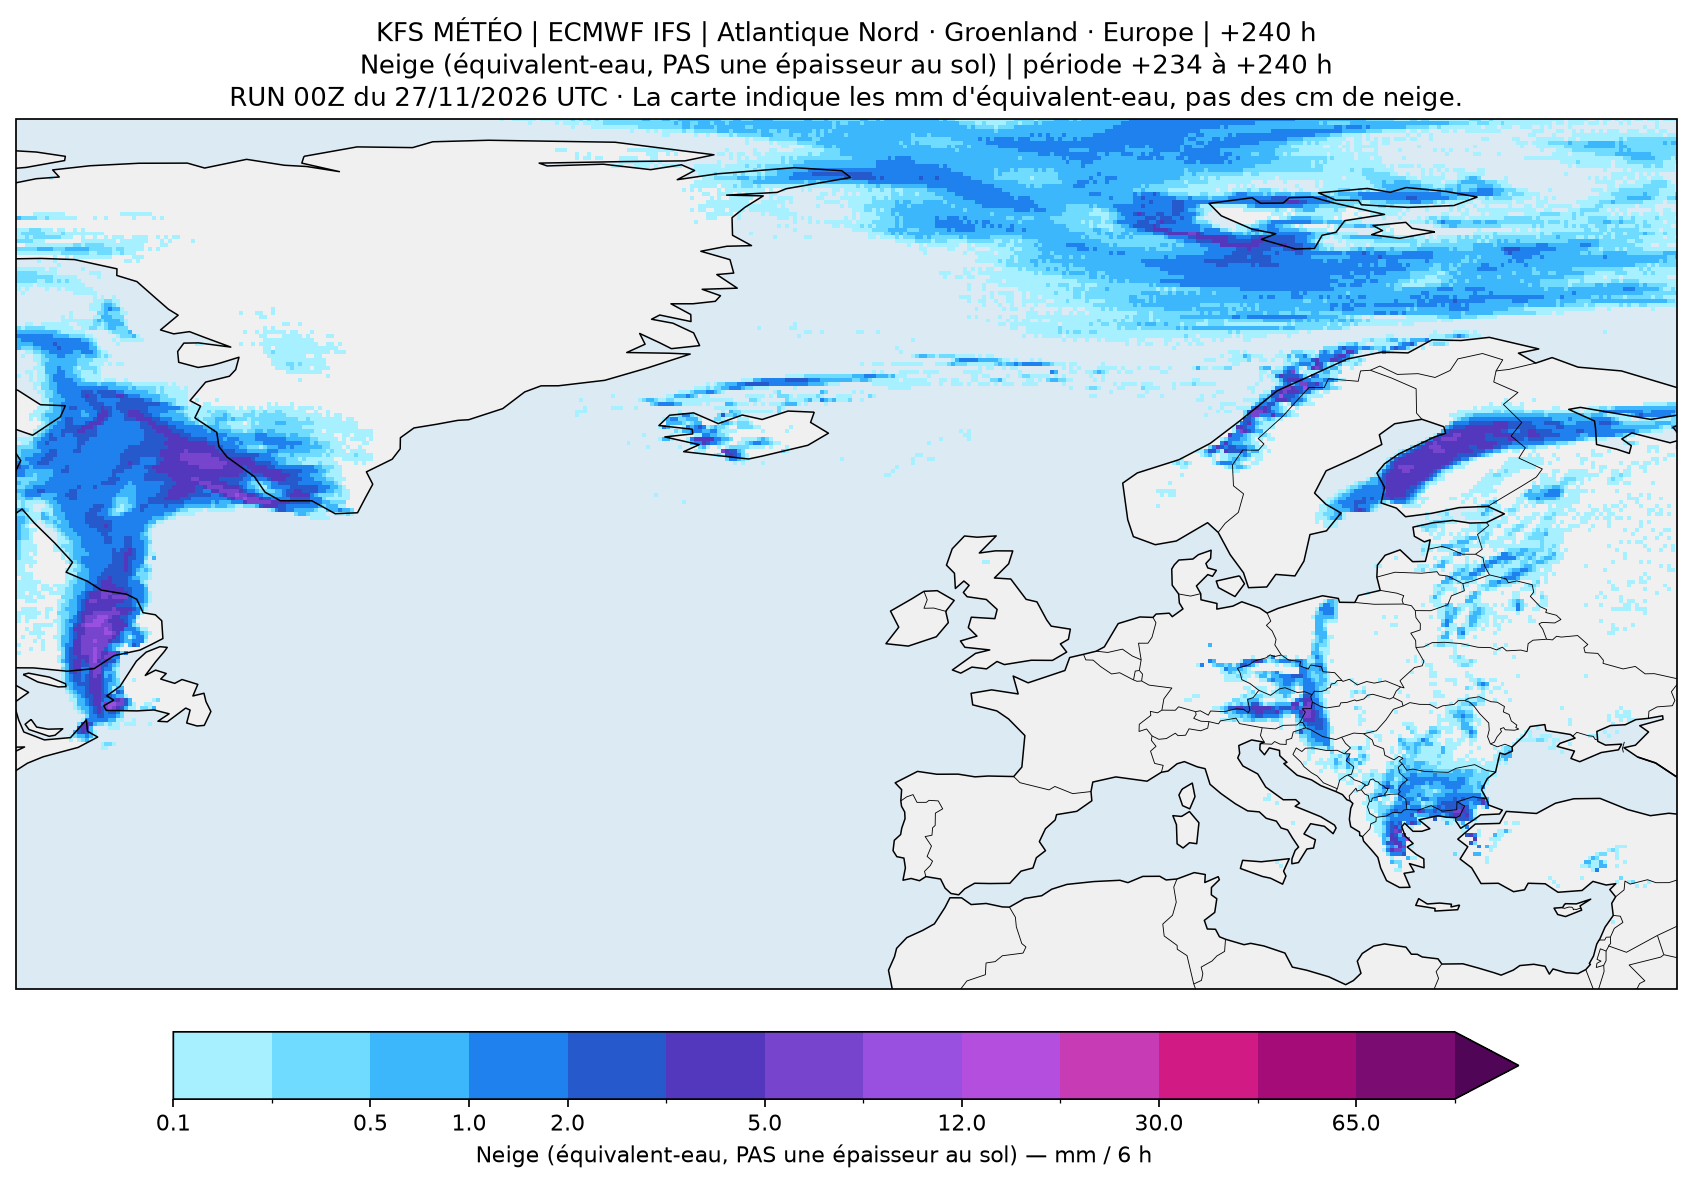 KFS MÉTÉO | ECMWF IFS | Atlantique Nord · Groenland · Europe | +240 h
Neige (équivalent-eau, PAS une épaisseur au sol) | période +234 à +240 h
RUN 00Z du 27/11/2026 UTC · La carte indique les mm d'équivalent-eau, pas des cm de neige.
0.1 0.5 1.0 2.0 5.0 12.0 30.0 65.0
Neige (équivalent-eau, PAS une épaisseur au sol) — mm / 6 h